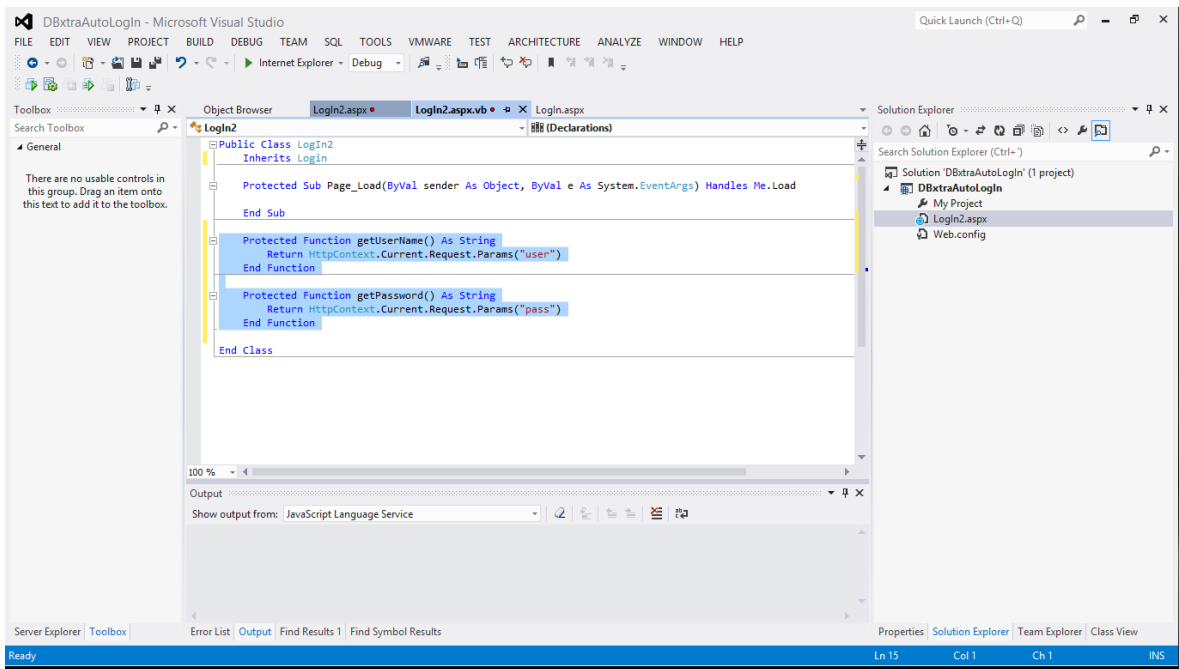 DBxtraAutoLogIn - Microsoft Visual Studio
Quick Launch (Ctrl+Q)
FILE EDIT VIEW PROJECT BUILD DEBUG TEAM SQL TOOLS VMWARE TEST ARCHITECTURE ANALYZE WINDOW HELP
Internet Explorer Debug
Toolbox
Search Toolbox
General
There are no usable controls in
this group. Drag an item onto
this text to add it to the toolbox.
Object Browser LogIn2.aspx LogIn2.aspx.vb LogIn.aspx
LogIn2 (Declarations)
Public Class LogIn2
Inherits Login
Protected Sub Page_Load(ByVal sender As Object, ByVal e As System.EventArgs) Handles Me.Load
End Sub
Protected Function getUserName() As String
Return HttpContext.Current.Request.Params("user")
End Function
Protected Function getPassword() As String
Return HttpContext.Current.Request.Params("pass")
End Function
End Class
100 %
Output
Show output from: JavaScript Language Service
Solution Explorer
Search Solution Explorer (Ctrl+´)
Solution 'DBxtraAutoLogIn' (1 project)
DBxtraAutoLogIn
My Project
LogIn2.aspx
Web.config
Server Explorer Toolbox
Error List Output Find Results 1 Find Symbol Results
Properties Solution Explorer Team Explorer Class View
Ready
Ln 15 Col 1 Ch 1 INS